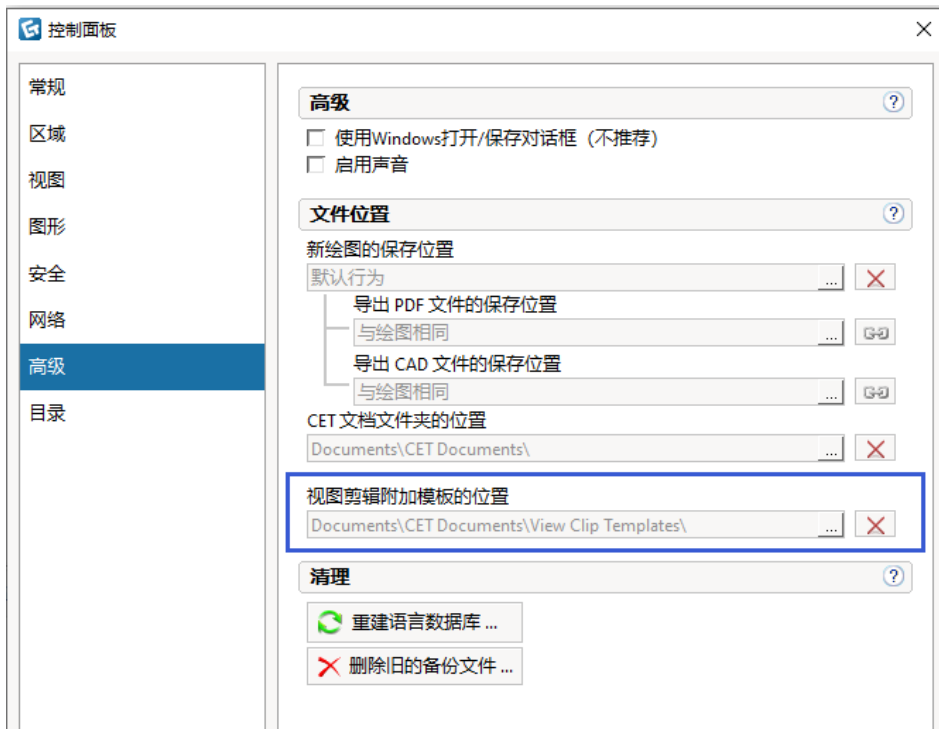 控制面板
常规
区域
视图
图形
安全
网络
高级
目录
高级
使用Windows打开/保存对话框（不推荐）
启用声音
文件位置
新绘图的保存位置
默认行为
...
导出 PDF 文件的保存位置
与绘图相同
...
导出 CAD 文件的保存位置
与绘图相同
...
CET 文档文件夹的位置
Documents\CET Documents\
...
视图剪辑附加模板的位置
Documents\CET Documents\View Clip Templates\
...
清理
重建语言数据库 ...
删除旧的备份文件 ...